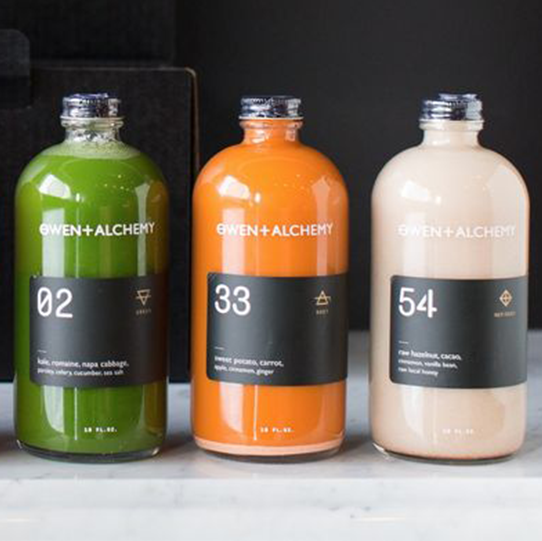 OWEN+ALCHEMY
02
kale, romaine, napa cabbage,
parsley, celery, cucumber, sea salt
16 FL.OZ.
OWEN+ALCHEMY
33
ROOT
sweet potato, carrot,
apple, cinnamon, ginger
16 FL.OZ.
OWEN+ALCHEMY
54
raw hazelnut, cacao,
cinnamon, vanilla bean,
raw local honey
16 FL.OZ.